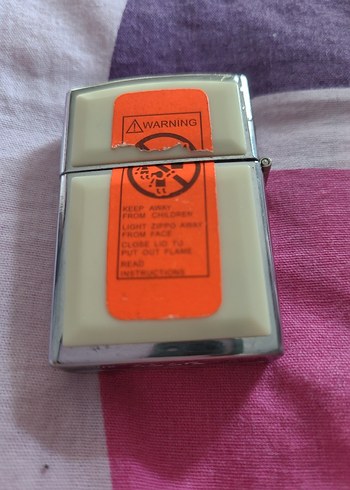 WARNING
KEEP AWAY
FROM CHILDREN
LIGHT ZIPPO AWAY
FROM FACE
CLOSE LID TO
PUT OUT FLAME
READ
INSTRUCTIONS